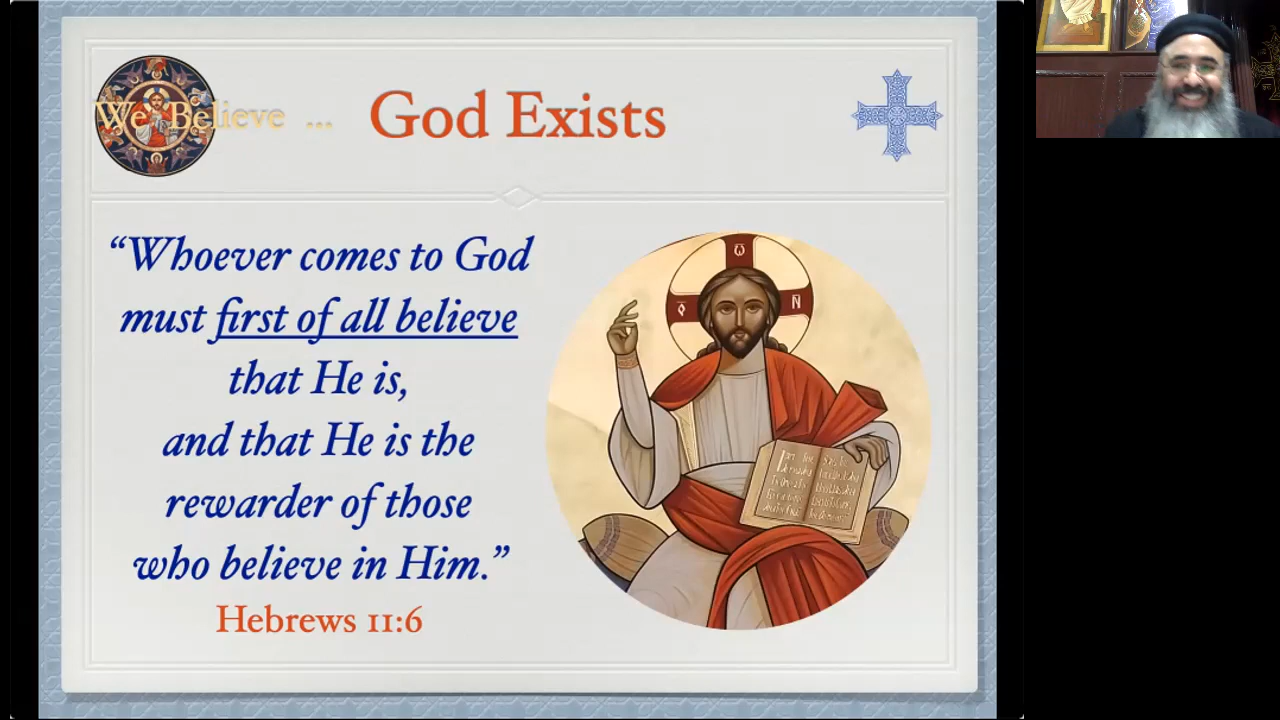 We Believe ...
God Exists
“Whoever comes to God
must first of all believe
that He is,
and that He is the
rewarder of those
who believe in Him.”
Hebrews 11:6